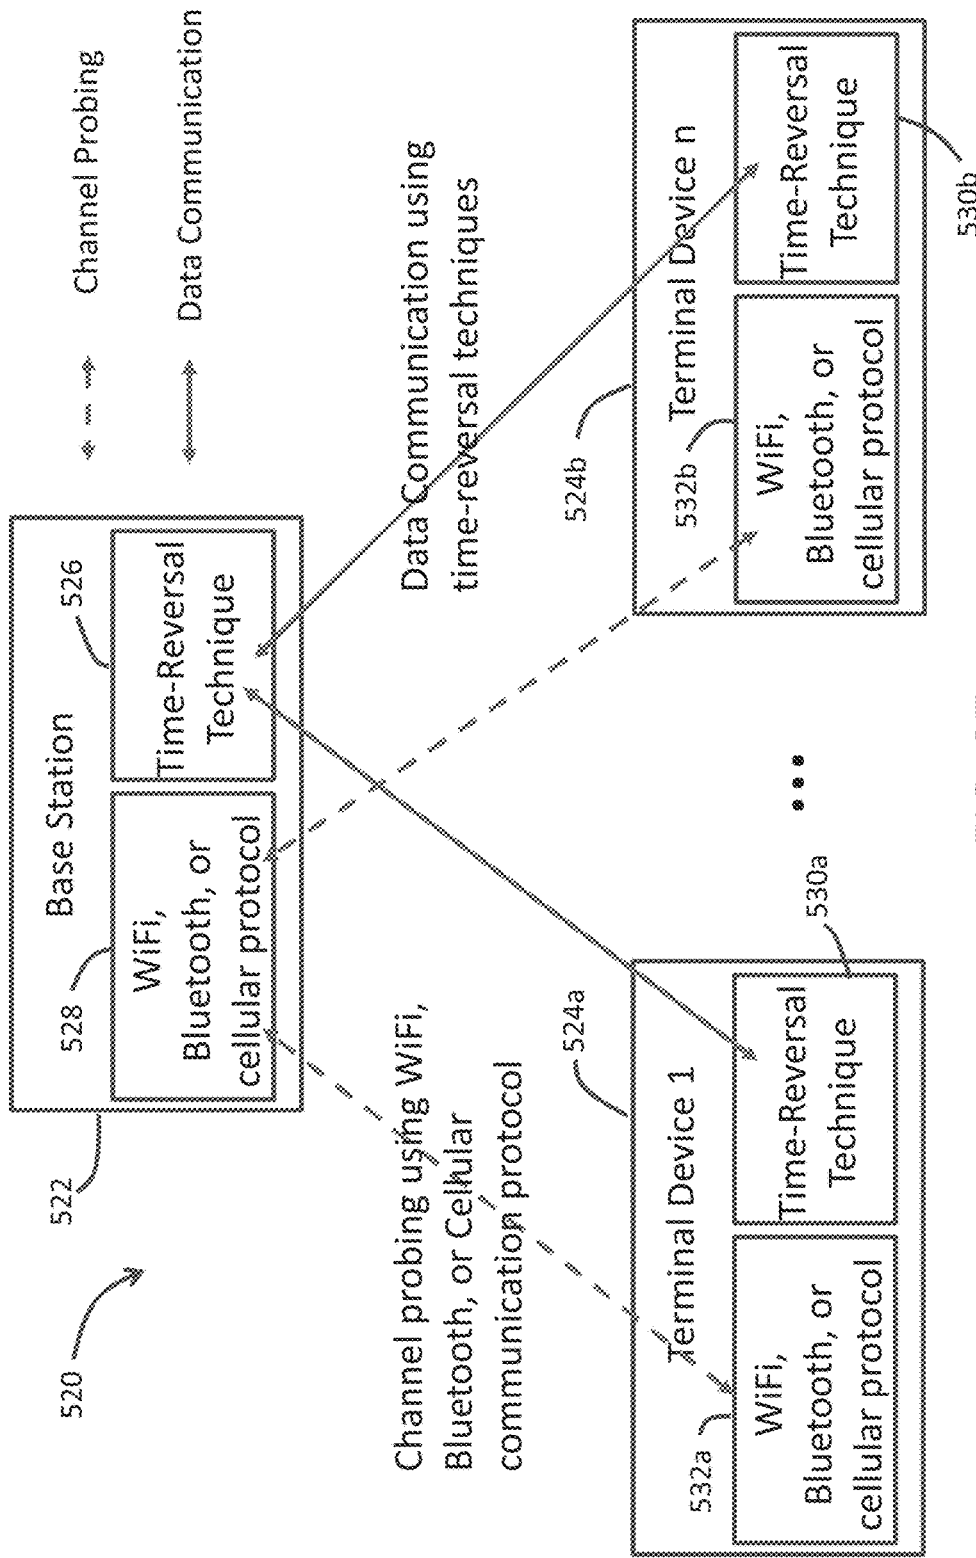 520
522
Base Station
528
WiFi,
Bluetooth, or
cellular protocol
526
Time-Reversal
Technique
Channel Probing
Data Communication
Channel probing using WiFi,
Bluetooth, or Cellular
communication protocol
Data Communication using
time-reversal techniques
524a
Terminal Device 1
532a
WiFi,
Bluetooth, or
cellular protocol
530a
Time-Reversal
Technique
...
524b
Terminal Device n
532b
WiFi,
Bluetooth, or
cellular protocol
530b
Time-Reversal
Technique